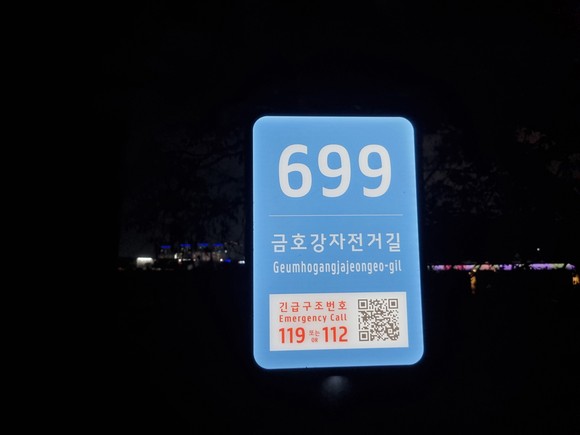 699
금호강자전거길
Geumhogangjajeongeo-gil
긴급구조번호
Emergency Call
119 또는 OR 112